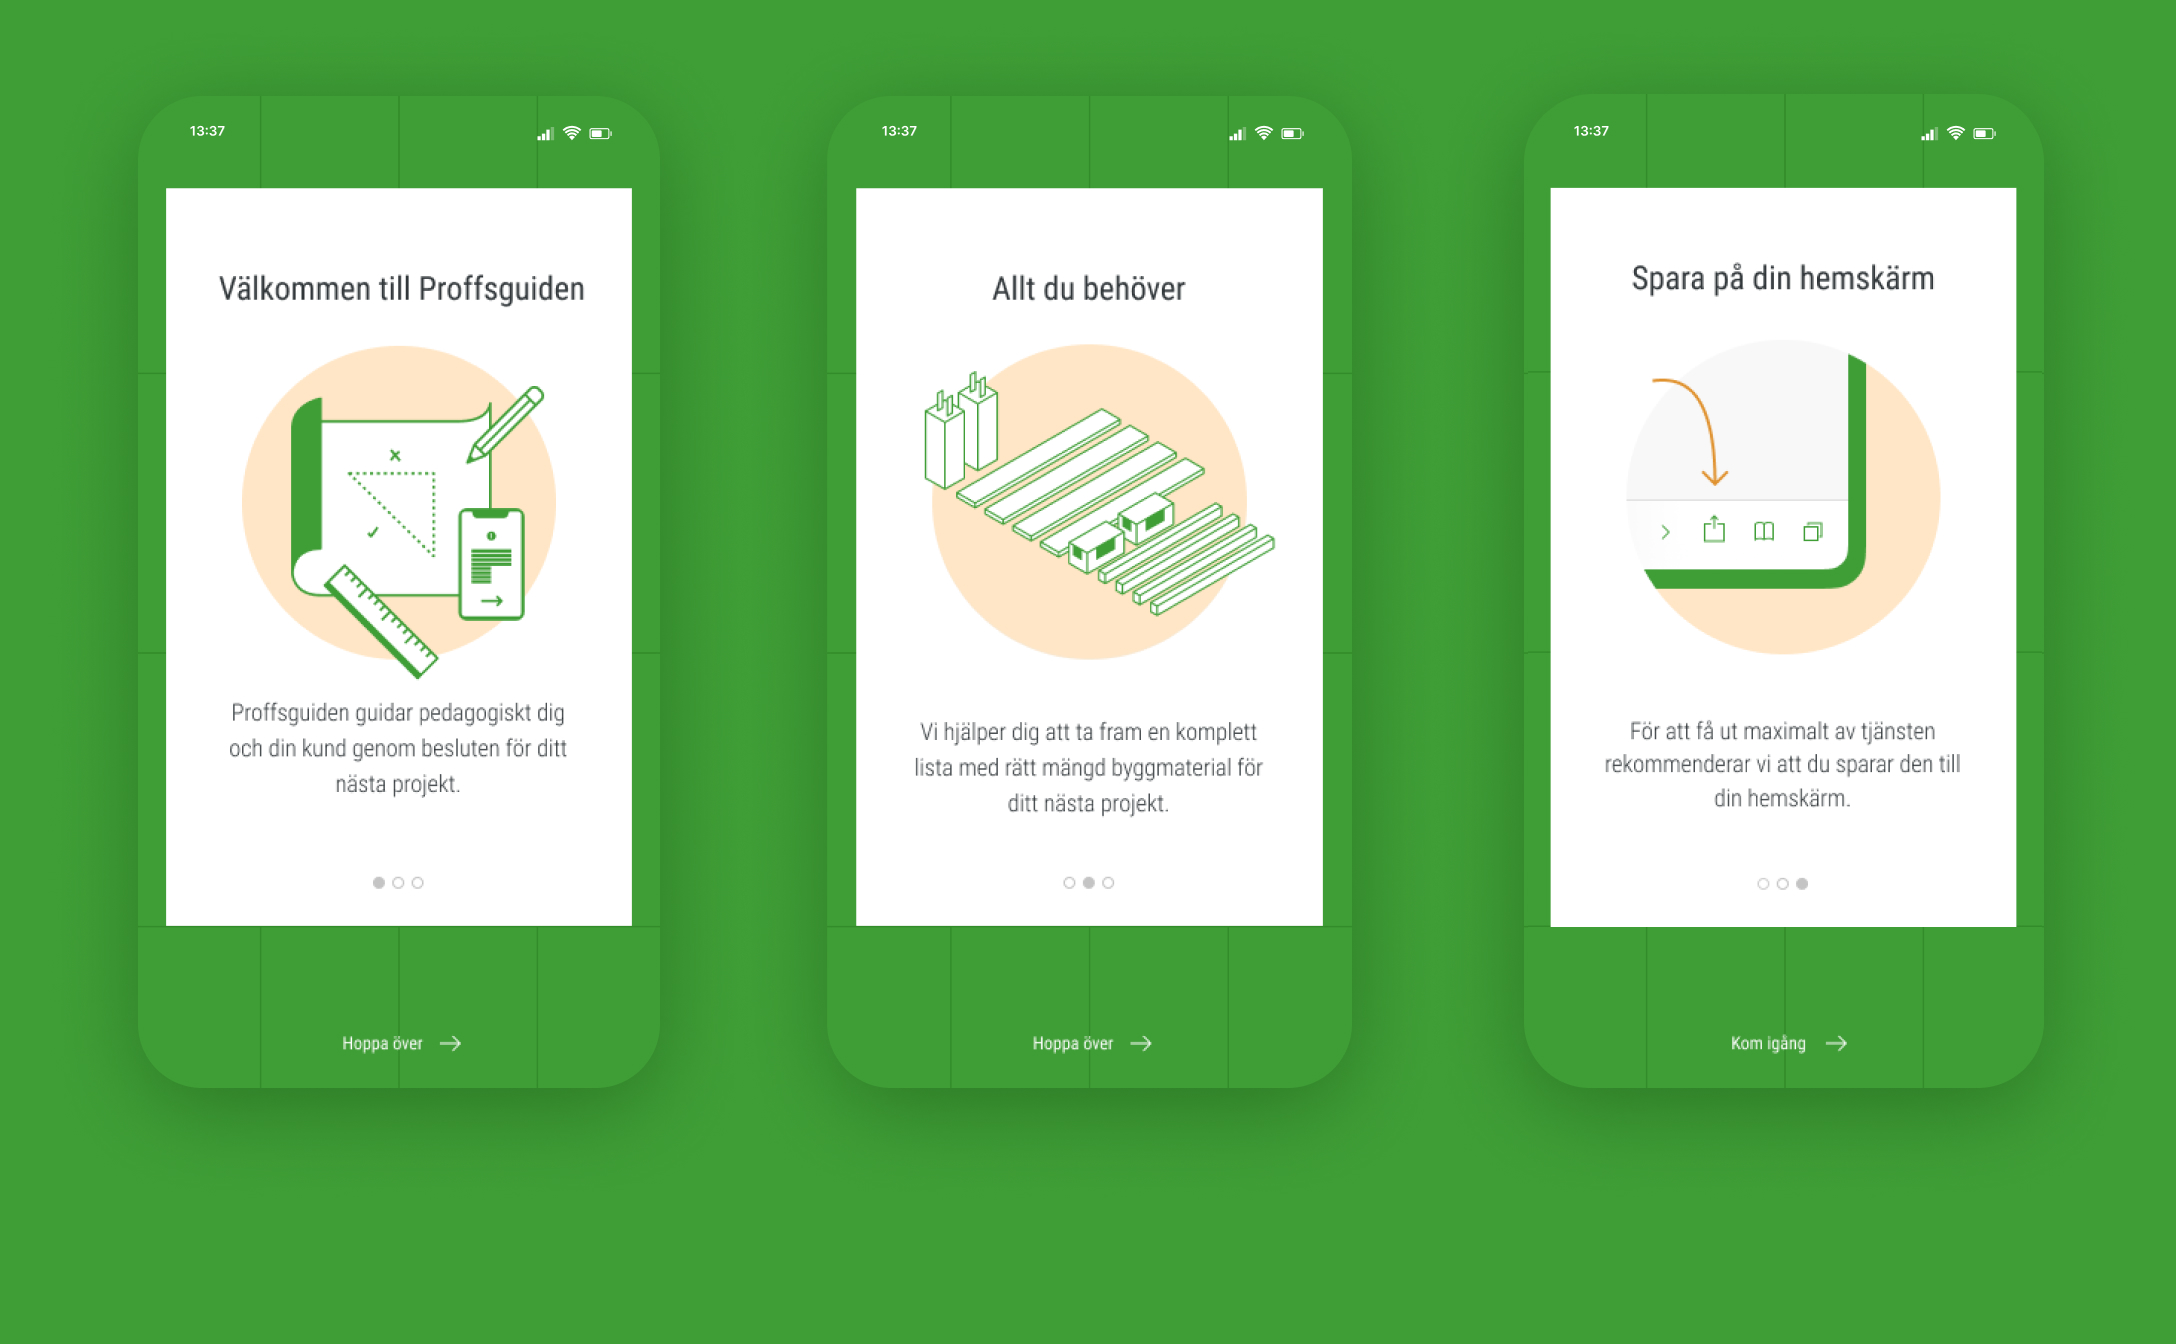 13:37
Välkommen till Proffsguiden
Proffsguiden guidar pedagogiskt dig
och din kund genom besluten för ditt
nästa projekt.
Hoppa över
13:37
Allt du behöver
Vi hjälper dig att ta fram en komplett
lista med rätt mängd byggmaterial för
ditt nästa projekt.
Hoppa över
13:37
Spara på din hemskärm
För att få ut maximalt av tjänsten
rekommenderar vi att du sparar den till
din hemskärm.
Kom igång